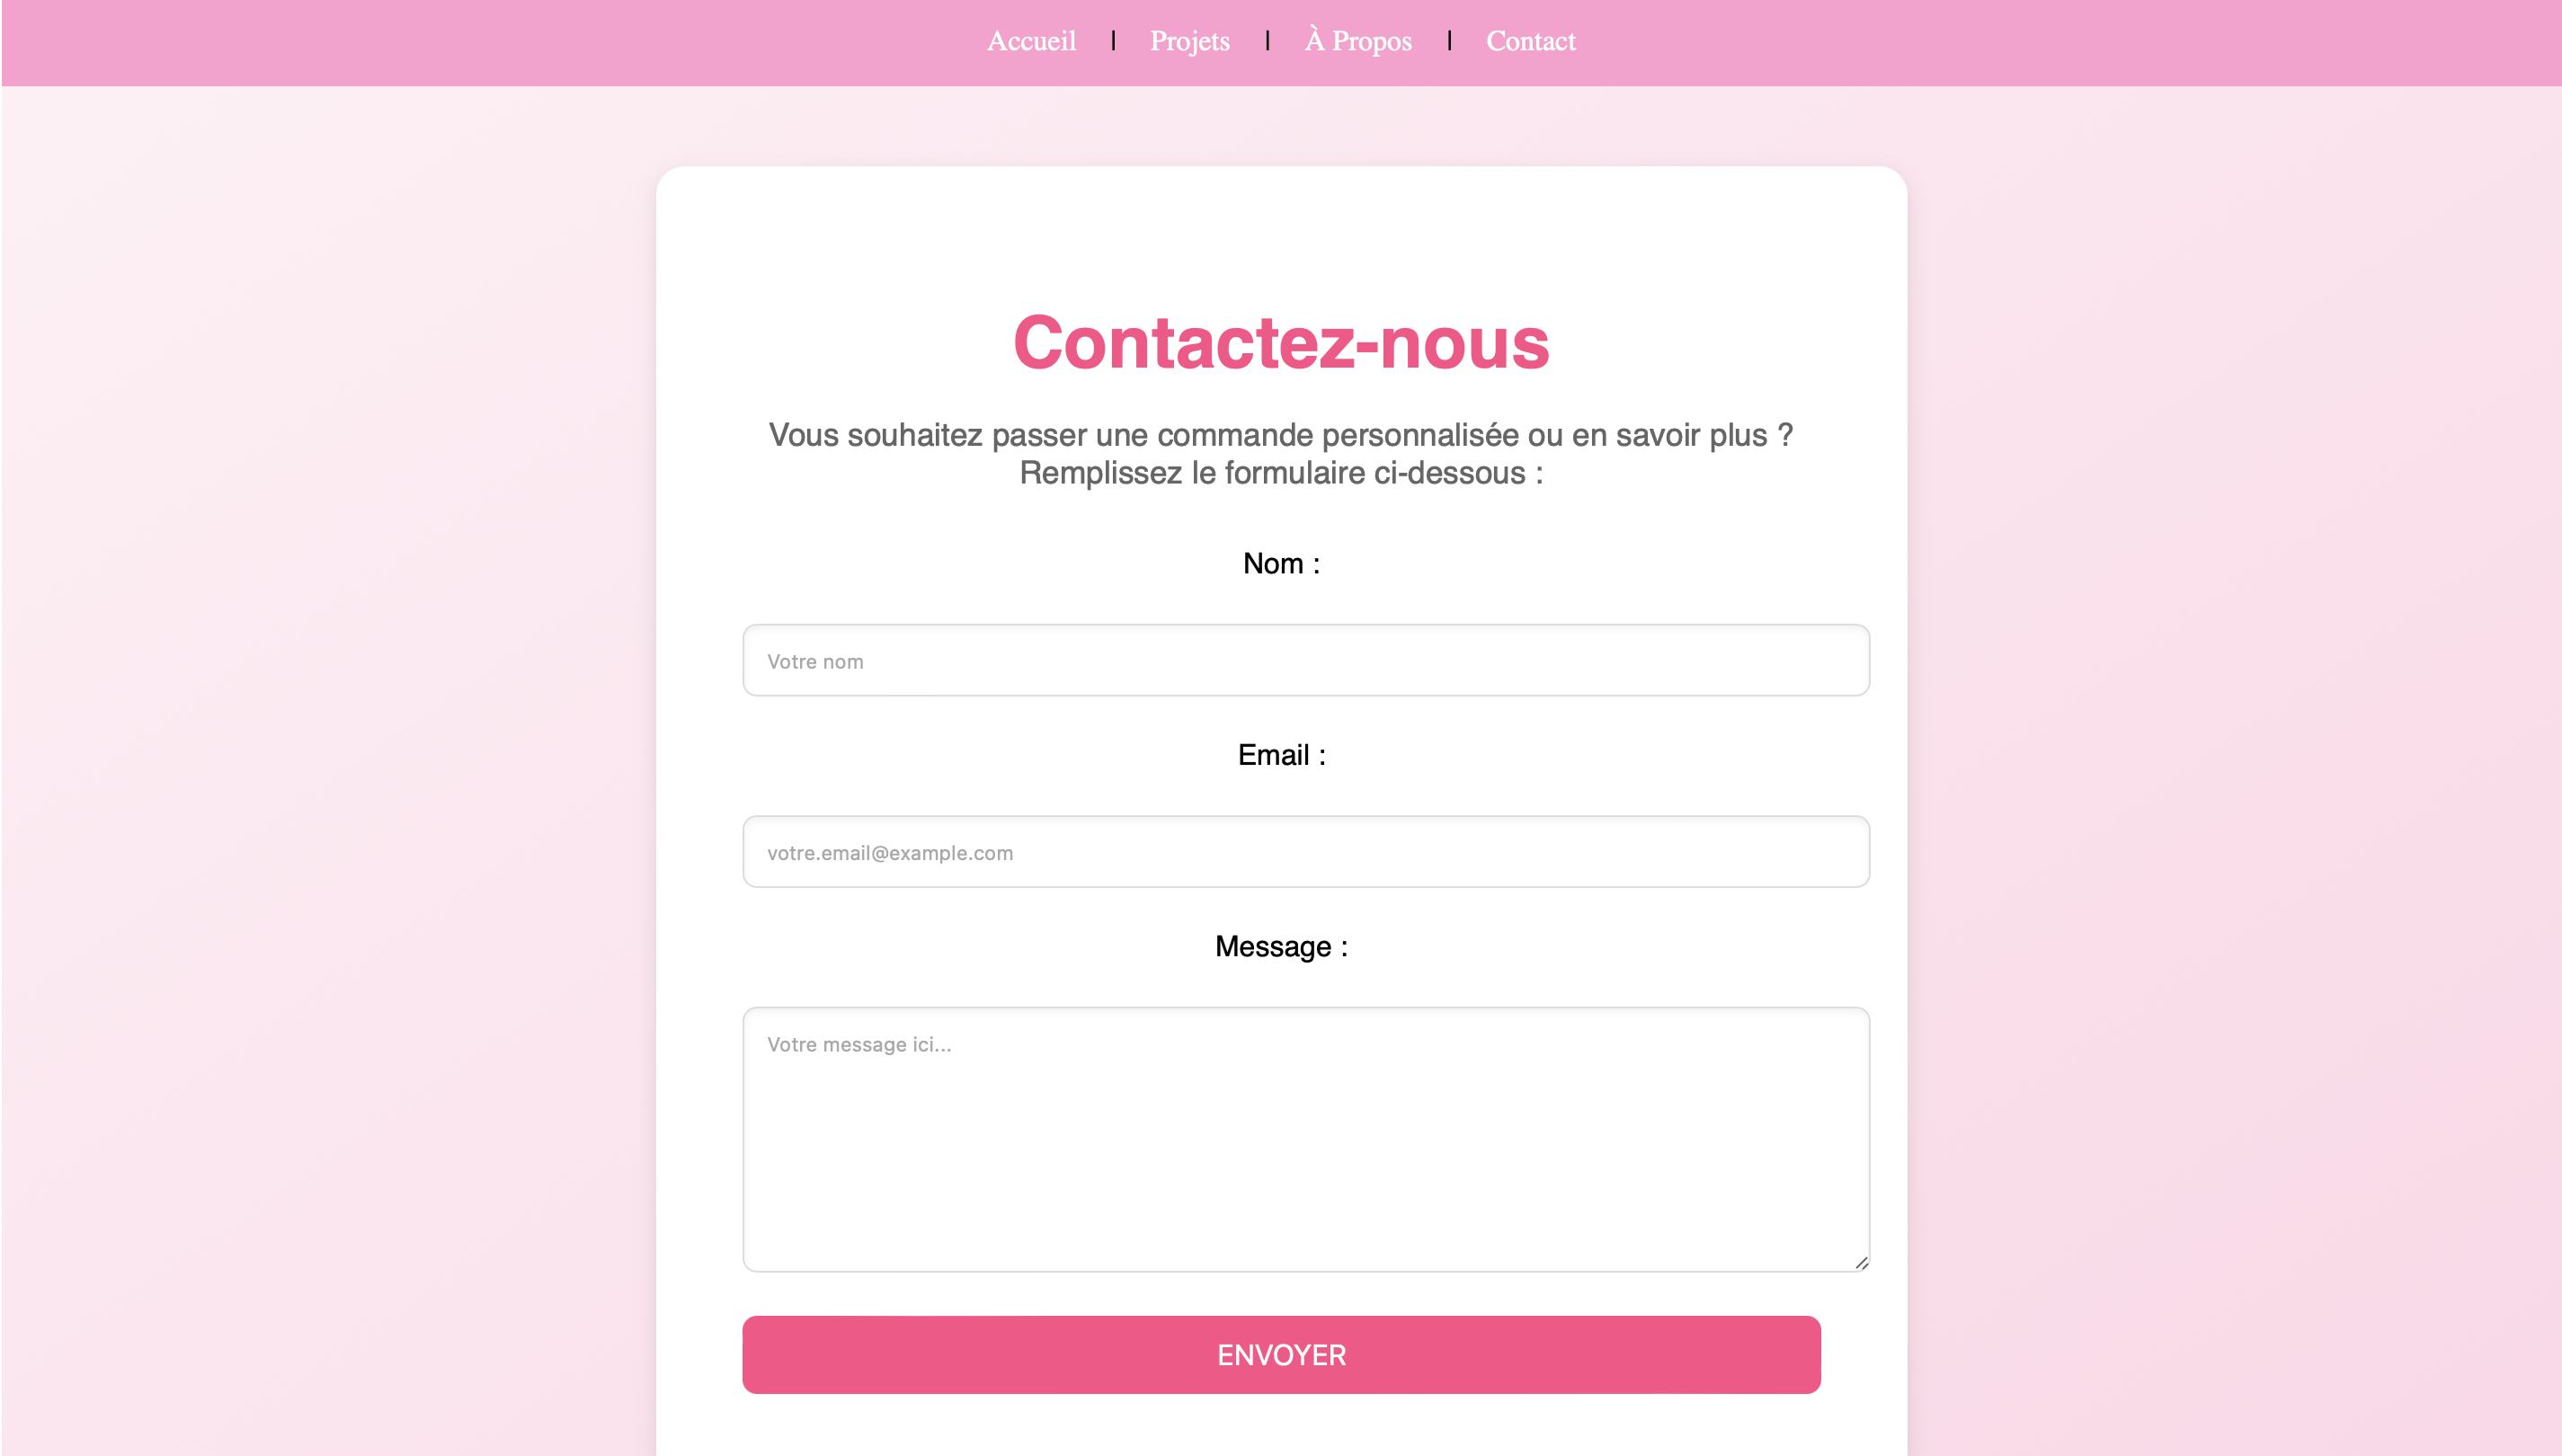 Accueil | Projets | À Propos | Contact
Contactez-nous
Vous souhaitez passer une commande personnalisée ou en savoir plus ?
Remplissez le formulaire ci-dessous :
Nom :
Votre nom
Email :
votre.email@example.com
Message :
Votre message ici...
ENVOYER